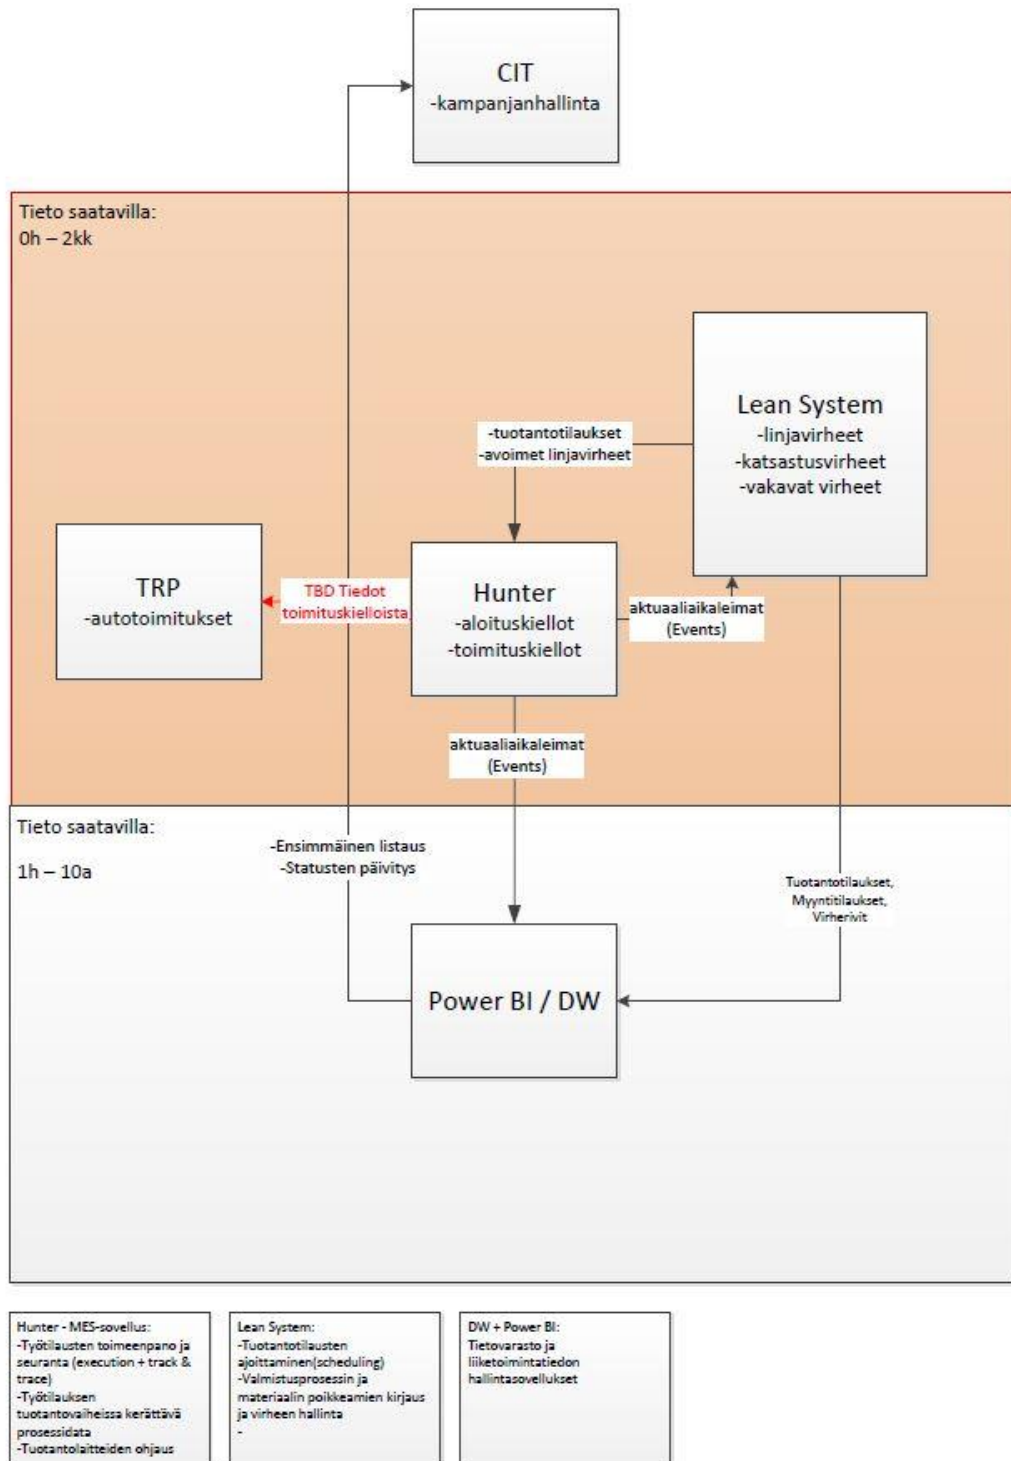 CIT
-kampanjanhallinta
Tieto saatavilla:
0h – 2kk
Lean System
-linjavirheet
-katsastusvirheet
-vakavat virheet
-tuotantotilaukset
-avoimet linjavirheet
TRP
-autotoimitukset
TBD Tiedot
toimituskielloista
Hunter
-aloituskiellot
-toimituskiellot
aktuaaliaikaleimat
(Events)
aktuaaliaikaleimat
(Events)
Tieto saatavilla:
1h – 10a
-Ensimmäinen listaus
-Statusten päivitys
Tuotantotilaukset,
Myyntitilaukset,
Virherivit
Power BI / DW
Hunter - MES-sovellus:
-Työtilausten toimeenpano ja
seuranta (execution + track &
trace)
-Työtilauksen
tuotantovaiheissa kerättävä
prosessidata
-Tuotantolaitteiden ohjaus
Lean System:
-Tuotantotilausten
ajoittaminen(scheduling)
-Valmistusprosessin ja
materiaalin poikkeamien kirjaus
ja virheen hallinta
-
DW + Power BI:
Tietovarasto ja
liiketoimintatiedon
hallintasovellukset